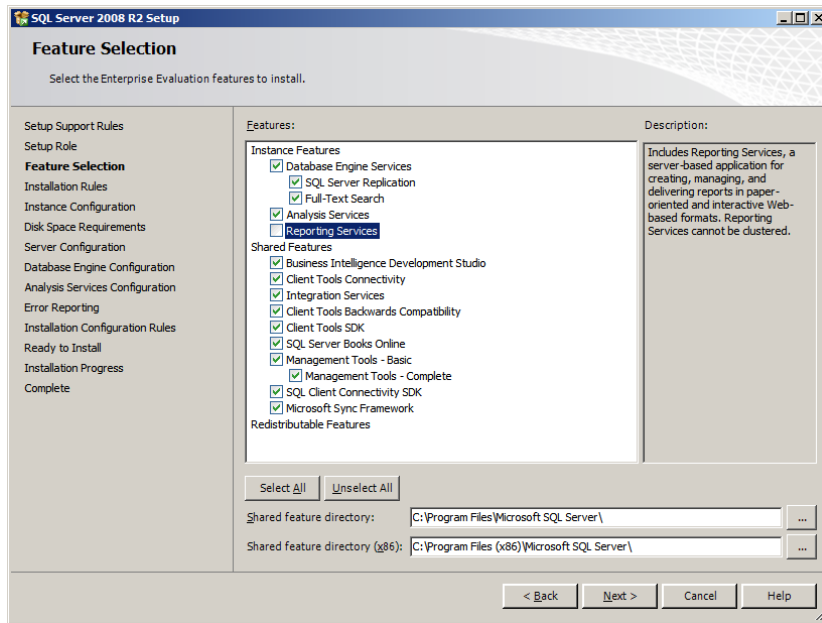 SQL Server 2008 R2 Setup
Feature Selection
Select the Enterprise Evaluation features to install.
Setup Support Rules
Setup Role
Feature Selection
Installation Rules
Instance Configuration
Disk Space Requirements
Server Configuration
Database Engine Configuration
Analysis Services Configuration
Error Reporting
Installation Configuration Rules
Ready to Install
Installation Progress
Complete
Features:
Instance Features
Database Engine Services
SQL Server Replication
Full-Text Search
Analysis Services
Reporting Services
Shared Features
Business Intelligence Development Studio
Client Tools Connectivity
Integration Services
Client Tools Backwards Compatibility
Client Tools SDK
SQL Server Books Online
Management Tools - Basic
Management Tools - Complete
SQL Client Connectivity SDK
Microsoft Sync Framework
Redistributable Features
Description:
Includes Reporting Services, a
server-based application for
creating, managing, and
delivering reports in paper-
oriented and interactive Web-
based formats. Reporting
Services cannot be clustered.
Select All
Unselect All
Shared feature directory:
C:\Program Files\Microsoft SQL Server\
...
Shared feature directory (x86):
C:\Program Files (x86)\Microsoft SQL Server\
...
< Back
Next >
Cancel
Help